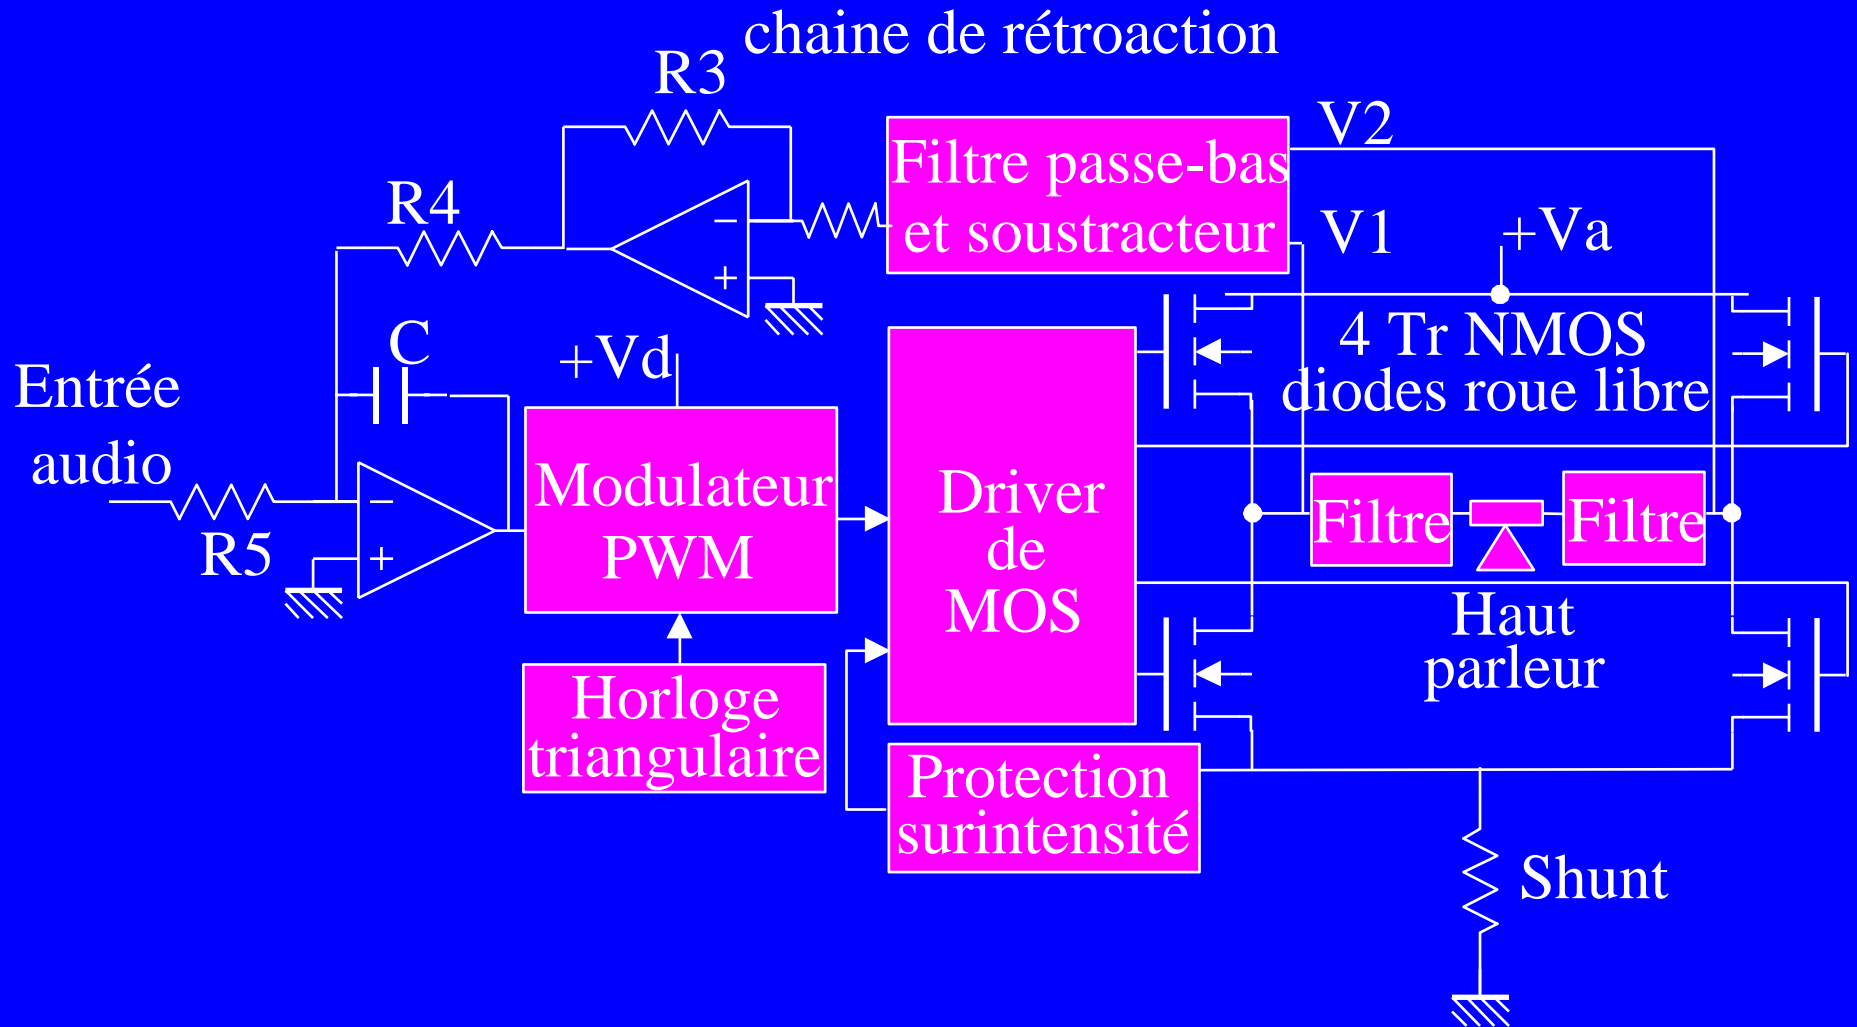 chaine de rétroaction
R3
V2
Filtre passe-bas
et soustracteur
R4
V1
+Va
−
+
C
+Vd
4 Tr NMOS
diodes roue libre
Entrée
audio
R5
−
+
Modulateur
PWM
Driver
de
MOS
Filtre
Filtre
Haut
parleur
Horloge
triangulaire
Protection
surintensité
Shunt